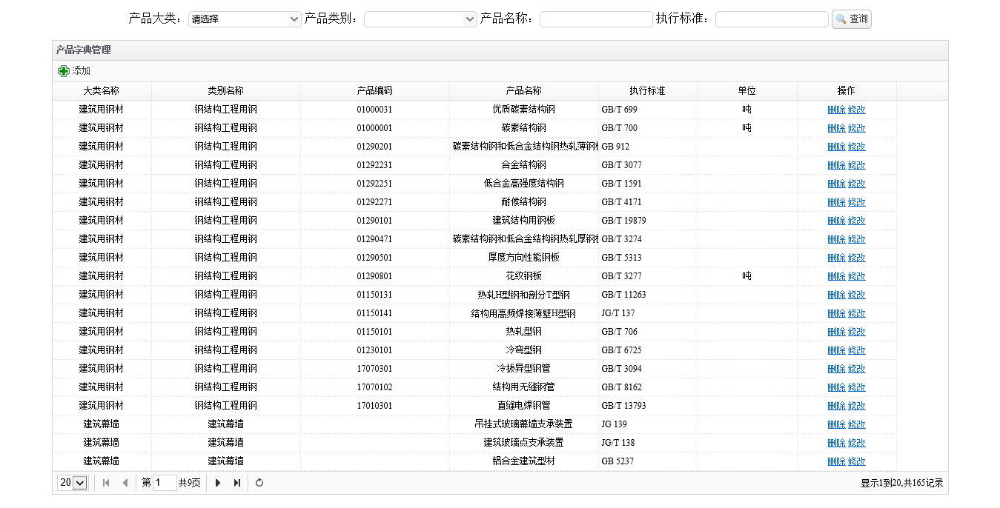 产品大类： 请选择 产品类别： 产品名称： 执行标准： 查询
产品字典管理
添加
大类名称 类别名称 产品编码 产品名称 执行标准 单位 操作
建筑用钢材 钢结构工程用钢 01000031 优质碳素结构钢 GB/T 699 吨 删除 修改
建筑用钢材 钢结构工程用钢 01000001 碳素结构钢 GB/T 700 吨 删除 修改
建筑用钢材 钢结构工程用钢 01290201 碳素结构钢和低合金结构钢热轧薄钢板 GB 912 删除 修改
建筑用钢材 钢结构工程用钢 01292231 合金结构钢 GB/T 3077 删除 修改
建筑用钢材 钢结构工程用钢 01292251 低合金高强度结构钢 GB/T 1591 删除 修改
建筑用钢材 钢结构工程用钢 01292271 耐候结构钢 GB/T 4171 删除 修改
建筑用钢材 钢结构工程用钢 01290101 建筑结构用钢板 GB/T 19879 删除 修改
建筑用钢材 钢结构工程用钢 01290471 碳素结构钢和低合金结构钢热轧厚钢板 GB/T 3274 删除 修改
建筑用钢材 钢结构工程用钢 01290501 厚度方向性能钢板 GB/T 5313 删除 修改
建筑用钢材 钢结构工程用钢 01290801 花纹钢板 GB/T 3277 吨 删除 修改
建筑用钢材 钢结构工程用钢 01150131 热轧H型钢和剖分T型钢 GB/T 11263 删除 修改
建筑用钢材 钢结构工程用钢 01150141 结构用高频焊接薄壁H型钢 JG/T 137 删除 修改
建筑用钢材 钢结构工程用钢 01150101 热轧型钢 GB/T 706 删除 修改
建筑用钢材 钢结构工程用钢 01230101 冷弯型钢 GB/T 6725 删除 修改
建筑用钢材 钢结构工程用钢 17070301 冷拔异型钢管 GB/T 3094 删除 修改
建筑用钢材 钢结构工程用钢 17070102 结构用无缝钢管 GB/T 8162 删除 修改
建筑用钢材 钢结构工程用钢 17010301 直缝电焊钢管 GB/T 13793 删除 修改
建筑幕墙 建筑幕墙 吊挂式玻璃幕墙支承装置 JG 139 删除 修改
建筑幕墙 建筑幕墙 建筑玻璃点支承装置 JG/T 138 删除 修改
建筑幕墙 建筑幕墙 铝合金建筑型材 GB 5237 删除 修改
20 第 1 共9页 显示1到20,共165记录